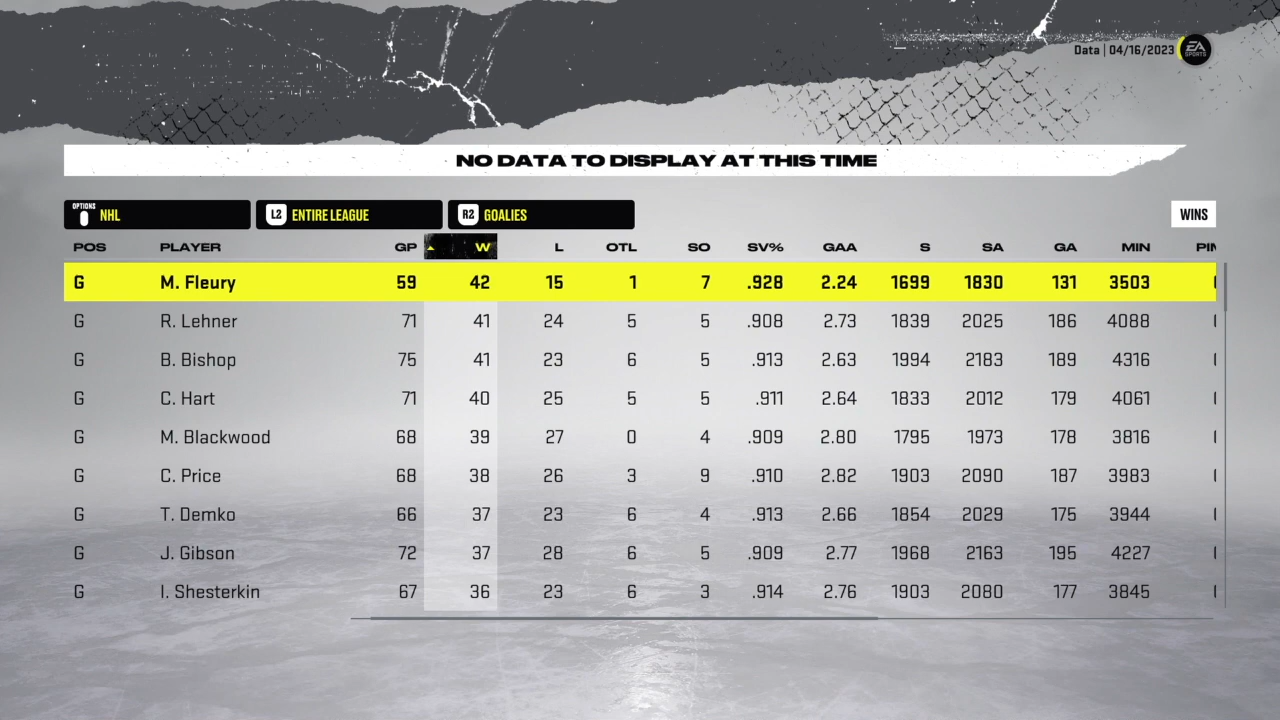 Data | 04/16/2023 EA SPORTS
NO DATA TO DISPLAY AT THIS TIME
OPTIONS NHL L2 ENTIRE LEAGUE R2 GOALIES WINS
POS PLAYER GP W L OTL SO SV% GAA S SA GA MIN
G M. Fleury 59 42 15 1 7 .928 2.24 1699 1830 131 3503
G R. Lehner 71 41 24 5 5 .908 2.73 1839 2025 186 4088
G B. Bishop 75 41 23 6 5 .913 2.63 1994 2183 189 4316
G C. Hart 71 40 25 5 5 .911 2.64 1833 2012 179 4061
G M. Blackwood 68 39 27 0 4 .909 2.80 1795 1973 178 3816
G C. Price 68 38 26 3 9 .910 2.82 1903 2090 187 3983
G T. Demko 66 37 23 6 4 .913 2.66 1854 2029 175 3944
G J. Gibson 72 37 28 6 5 .909 2.77 1968 2163 195 4227
G I. Shesterkin 67 36 23 6 3 .914 2.76 1903 2080 177 3845